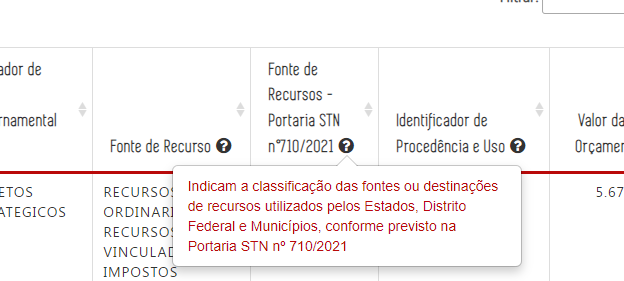 Filtrar:
ador de
rnamental
Fonte de Recurso
Fonte de
Recursos -
Portaria STN
nº710/2021
Identificador de
Procedência e Uso
Valor da
Orçament
ETOS
ATEGICOS
RECURSOS
ORDINARI
RECURSOS
VINCULAD
IMPOSTOS
Indicam a classificação das fontes ou destinações
de recursos utilizados pelos Estados, Distrito
Federal e Municípios, conforme previsto na
Portaria STN nº 710/2021
5.67